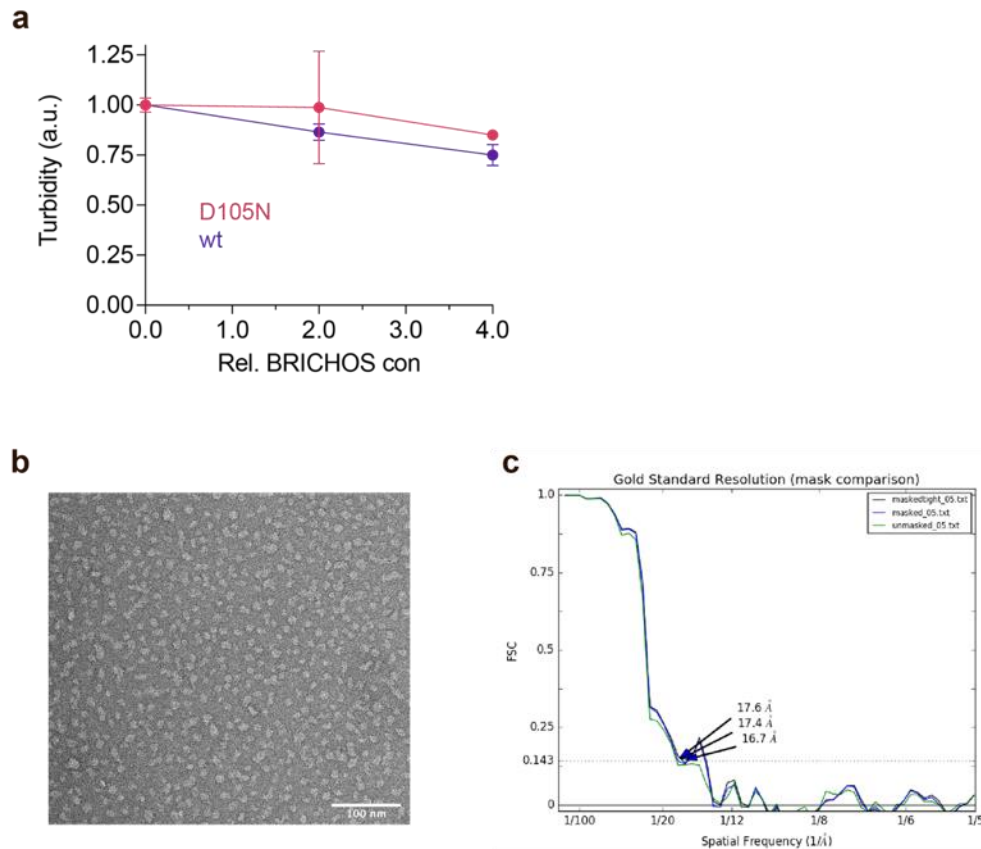 a
1.25
1.00
0.75
0.50
0.25
0.00
Turbidity (a.u.)
D105N
wt
0.0 1.0 2.0 3.0 4.0
Rel. BRICHOS con
b
100 nm
c
Gold Standard Resolution (mask comparison)
maskedtight_05.txt
masked_05.txt
unmasked_05.txt
1.0
0.75
0.5
0.25
0.143
0
FSC
17.6 Å
17.4 Å
16.7 Å
1/100 1/20 1/12 1/8 1/6 1/5
Spatial Frequency (1/Å)